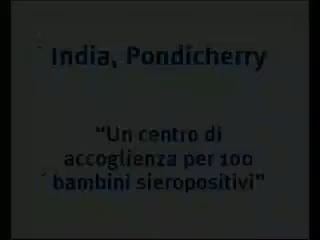 India, Pondicherry
"Un centro di
accoglienza per 100
bambini sieropositivi"